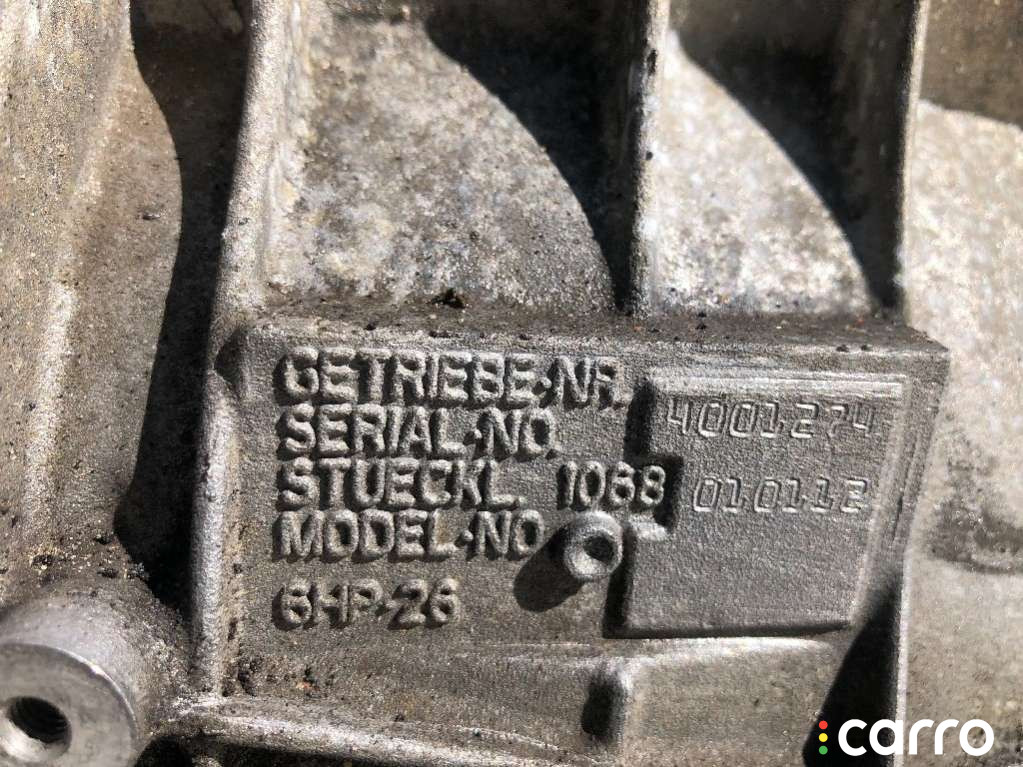 GETRIEBE·NR.
SERIAL·NO. 4001274
STUECKL. 1068 010112
MODEL·NO
6HP·26
carro